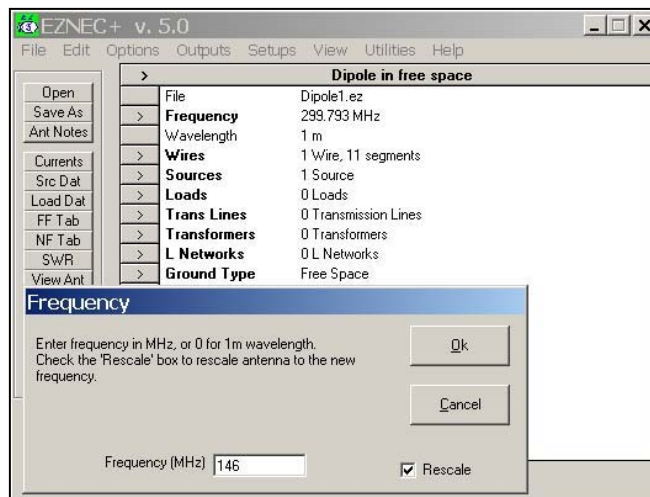 EZNEC+ v. 5.0
File Edit Options Outputs Setups View Utilities Help
> Dipole in free space
Open
Save As
Ant Notes
Currents
Src Dat
Load Dat
FF Tab
NF Tab
SWR
View Ant
File Dipole1.ez
> Frequency 299.793 MHz
Wavelength 1 m
> Wires 1 Wire, 11 segments
> Sources 1 Source
> Loads 0 Loads
> Trans Lines 0 Transmission Lines
> Transformers 0 Transformers
> L Networks 0 L Networks
> Ground Type Free Space
Frequency
Enter frequency in MHz, or 0 for 1m wavelength.
Check the 'Rescale' box to rescale antenna to the new
frequency.
Ok
Cancel
Frequency (MHz) 146
Rescale